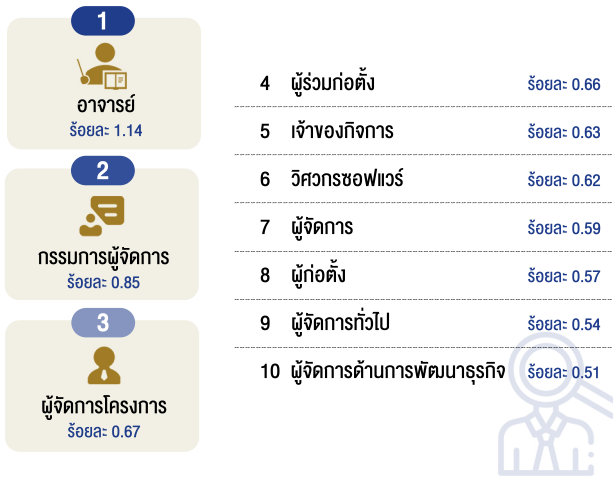 1
อาจารย์
ร้อยละ 1.14
2
กรรมการผู้จัดการ
ร้อยละ 0.85
3
ผู้จัดการโครงการ
ร้อยละ 0.67
4 ผู้ร่วมก่อตั้ง ร้อยละ 0.66
5 เจ้าของกิจการ ร้อยละ 0.63
6 วิศวกรซอฟแวร์ ร้อยละ 0.62
7 ผู้จัดการ ร้อยละ 0.59
8 ผู้ก่อตั้ง ร้อยละ 0.57
9 ผู้จัดการทั่วไป ร้อยละ 0.54
10 ผู้จัดการด้านการพัฒนาธุรกิจ ร้อยละ 0.51